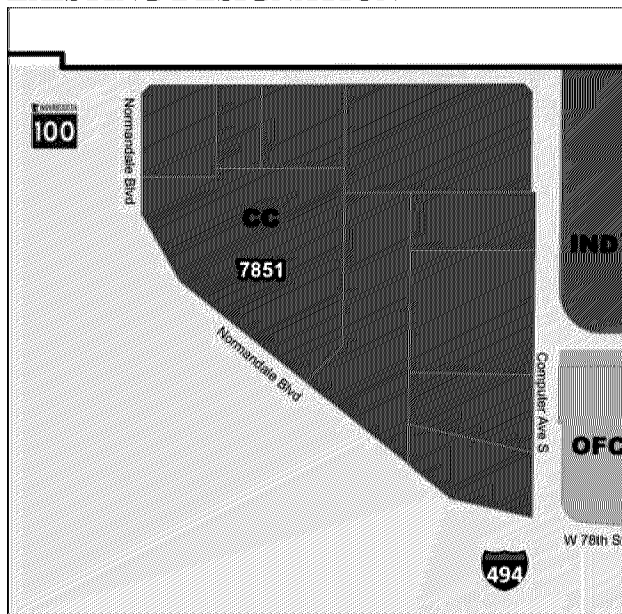 100
Normandale Blvd
CC
7851
IND
Normandale Blvd
Computer Ave S
OFC
W 78th S
494